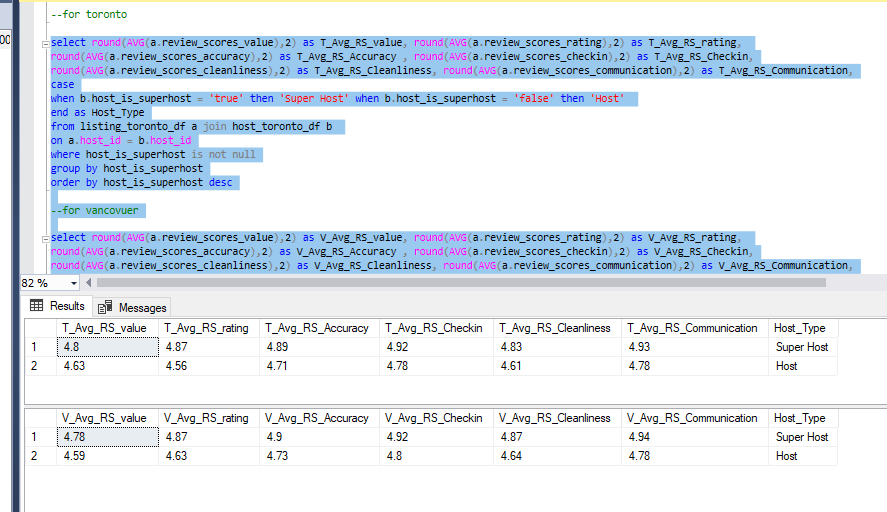 --for toronto
00
select round(AVG(a.review_scores_value),2) as T_Avg_RS_value, round(AVG(a.review_scores_rating),2) as T_Avg_RS_rating,
round(AVG(a.review_scores_accuracy),2) as T_Avg_RS_Accuracy , round(AVG(a.review_scores_checkin),2) as T_Avg_RS_Checkin,
round(AVG(a.review_scores_cleanliness),2) as T_Avg_RS_Cleanliness, round(AVG(a.review_scores_communication),2) as T_Avg_RS_Communication,
case
when b.host_is_superhost = 'true' then 'Super Host' when b.host_is_superhost = 'false' then 'Host'
end as Host_Type
from listing_toronto_df a join host_toronto_df b
on a.host_id = b.host_id
where host_is_superhost is not null
group by host_is_superhost
order by host_is_superhost desc
--for vancovuer
select round(AVG(a.review_scores_value),2) as V_Avg_RS_value, round(AVG(a.review_scores_rating),2) as V_Avg_RS_rating,
round(AVG(a.review_scores_accuracy),2) as V_Avg_RS_Accuracy , round(AVG(a.review_scores_checkin),2) as V_Avg_RS_Checkin,
round(AVG(a.review_scores_cleanliness),2) as V_Avg_RS_Cleanliness, round(AVG(a.review_scores_communication),2) as V_Avg_RS_Communication,
82 %
Results Messages
T_Avg_RS_value T_Avg_RS_rating T_Avg_RS_Accuracy T_Avg_RS_Checkin T_Avg_RS_Cleanliness T_Avg_RS_Communication Host_Type
1 4.8 4.87 4.89 4.92 4.83 4.93 Super Host
2 4.63 4.56 4.71 4.78 4.61 4.78 Host
V_Avg_RS_value V_Avg_RS_rating V_Avg_RS_Accuracy V_Avg_RS_Checkin V_Avg_RS_Cleanliness V_Avg_RS_Communication Host_Type
1 4.78 4.87 4.9 4.92 4.87 4.94 Super Host
2 4.59 4.63 4.73 4.8 4.64 4.78 Host